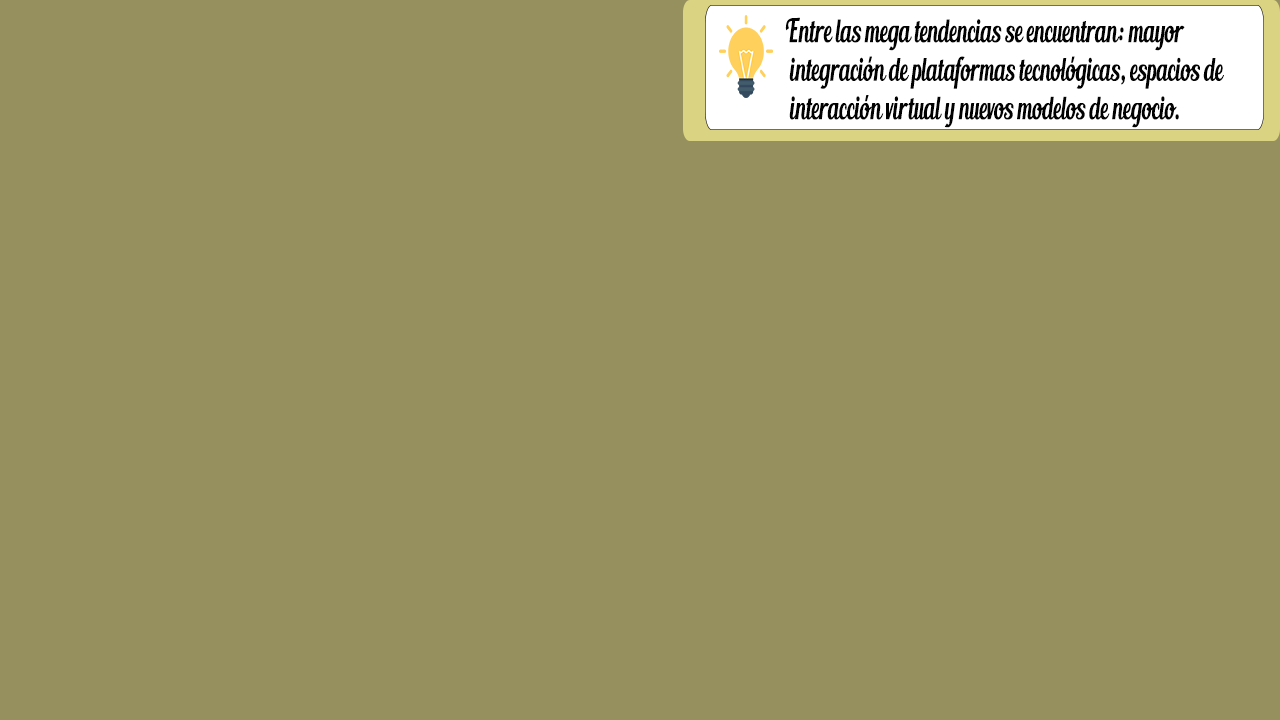 Entre las mega tendencias se encuentran: mayor
integración de plataformas tecnológicas, espacios de
interacción virtual y nuevos modelos de negocio.